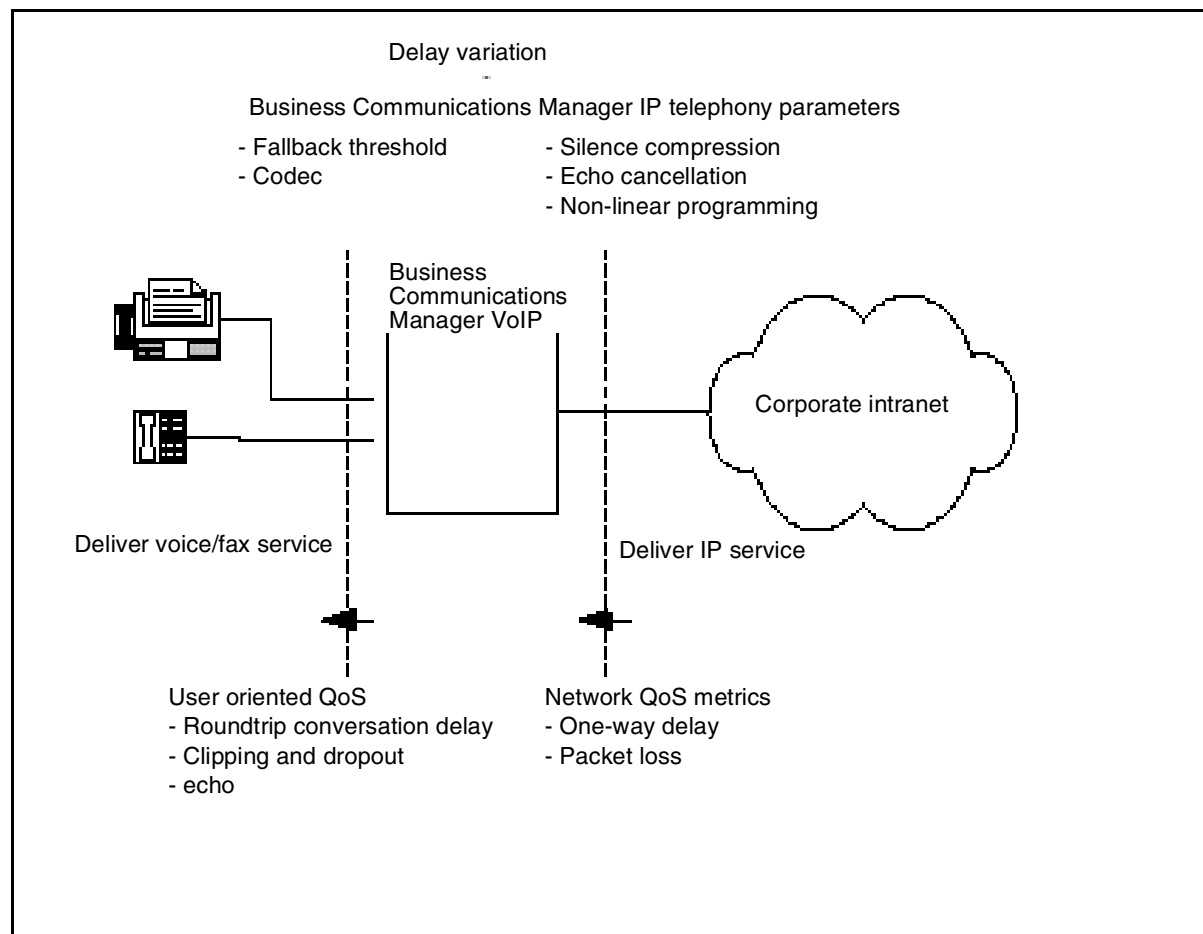 Delay variation
Business Communications Manager IP telephony parameters
- Fallback threshold
- Codec
- Silence compression
- Echo cancellation
- Non-linear programming
Business
Communications
Manager VoIP
Corporate intranet
Deliver voice/fax service
Deliver IP service
User oriented QoS
- Roundtrip conversation delay
- Clipping and dropout
- echo
Network QoS metrics
- One-way delay
- Packet loss